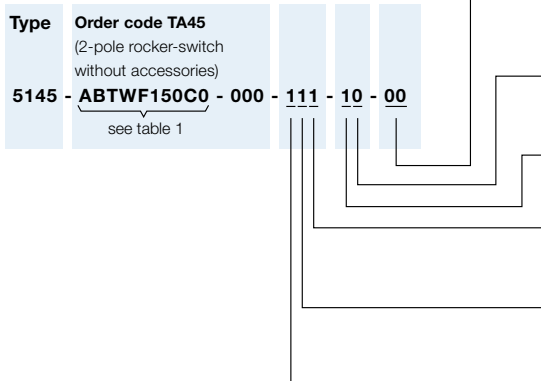 Type Order code TA45
(2-pole rocker-switch
without accessories)
5145 - ABTWF150C0 - 000 - 111 - 10 - 00
see table 1